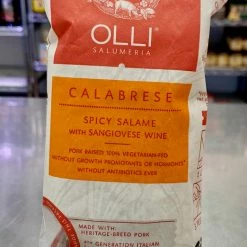 OLLI
SALUMERIA
CALABRESE
SPICY SALAME
WITH SANGIOVESE WINE
PORK RAISED: 100% VEGETARIAN-FED
WITHOUT GROWTH PROMOTANTS OR HORMONES*
WITHOUT ANTIBIOTICS EVER
MADE WITH:
HERITAGE-BREED PORK
GENERATION ITALIAN